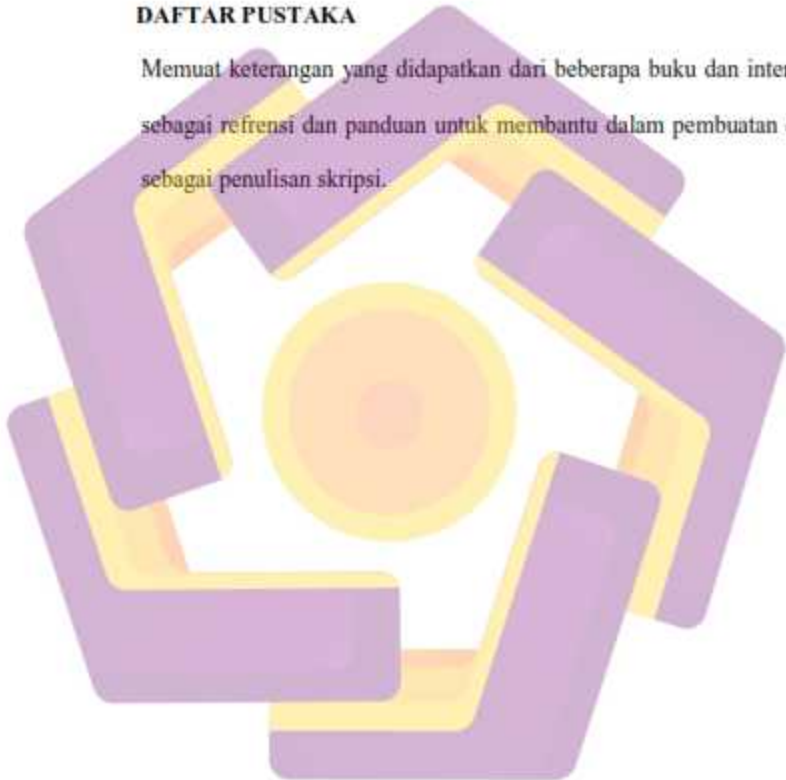 DAFTAR PUSTAKA
Memuat keterangan yang didapatkan dari beberapa buku dan
sebagai refrensi dan panduan untuk membantu dalam pembuatan
sebagai penulisan skripsi.